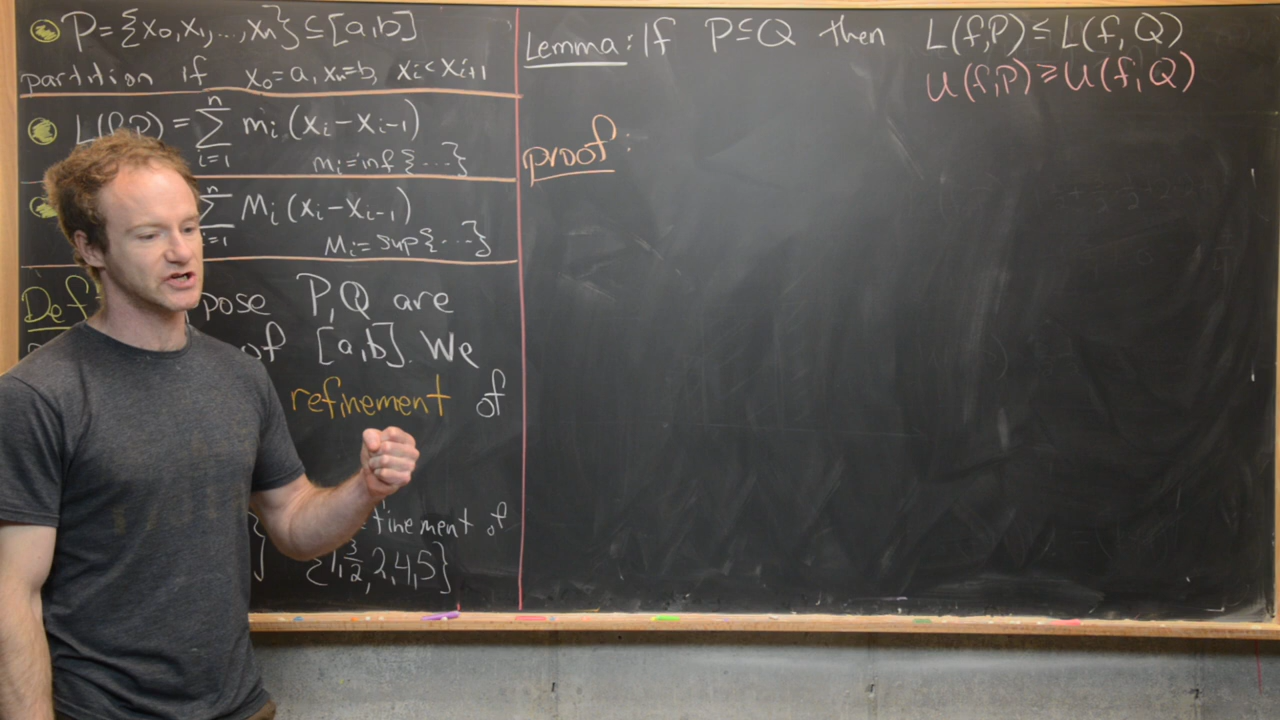 P = {x₀, x₁, ..., xₙ} ⊆ [a,b]
partition if x₀ = a, xₙ = b, xᵢ < xᵢ₊₁
L(f,P) = ∑ᵢ₌₁ⁿ mᵢ (xᵢ - xᵢ₋₁)
mᵢ = inf {...}
∑ᵢ₌₁ⁿ Mᵢ (xᵢ - xᵢ₋₁)
Mᵢ = sup {...}
Def pose P, Q are
of [a,b]. We
refinement of
finement of
} {1, 3/2, 2, 4, 5}
Lemma: If P ⊆ Q then L(f,P) ≤ L(f,Q)
U(f,P) ≥ U(f,Q)
proof: